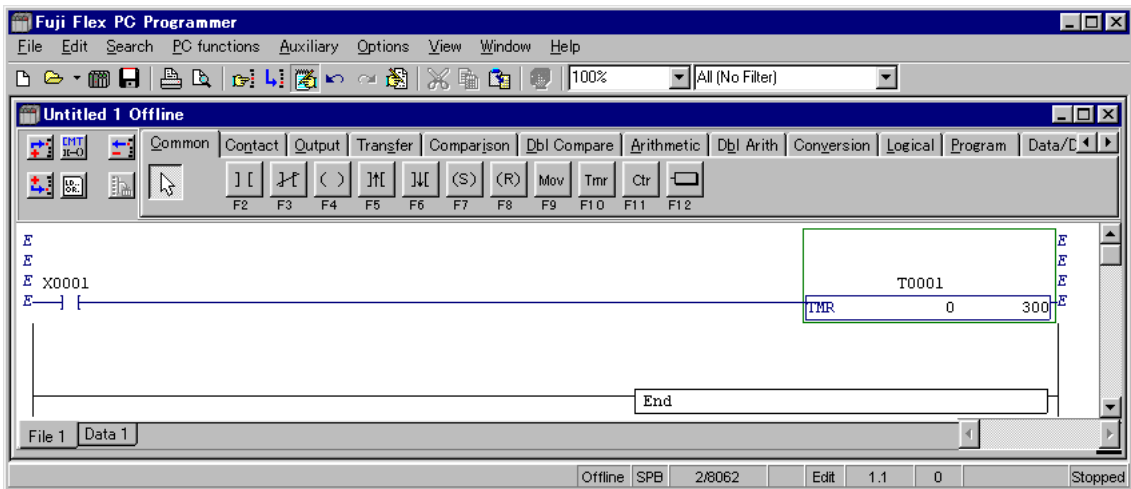 Fuji Flex PC Programmer
File Edit Search PC functions Auxiliary Options View Window Help
100% All (No Filter)
Untitled 1 Offline
CMT
Common Contact Output Transfer Comparison Dbl Compare Arithmetic Dbl Arith Conversion Logical Program Data/D
LD.
OR.
(S) (R) Mov Tmr Ctr
F2 F3 F4 F5 F6 F7 F8 F9 F10 F11 F12
E E
E E
E X0001 T0001 E
E TMR 0 300 E
End
File 1 Data 1
Offline SPB 2/8062 Edit 1.1 0 Stopped